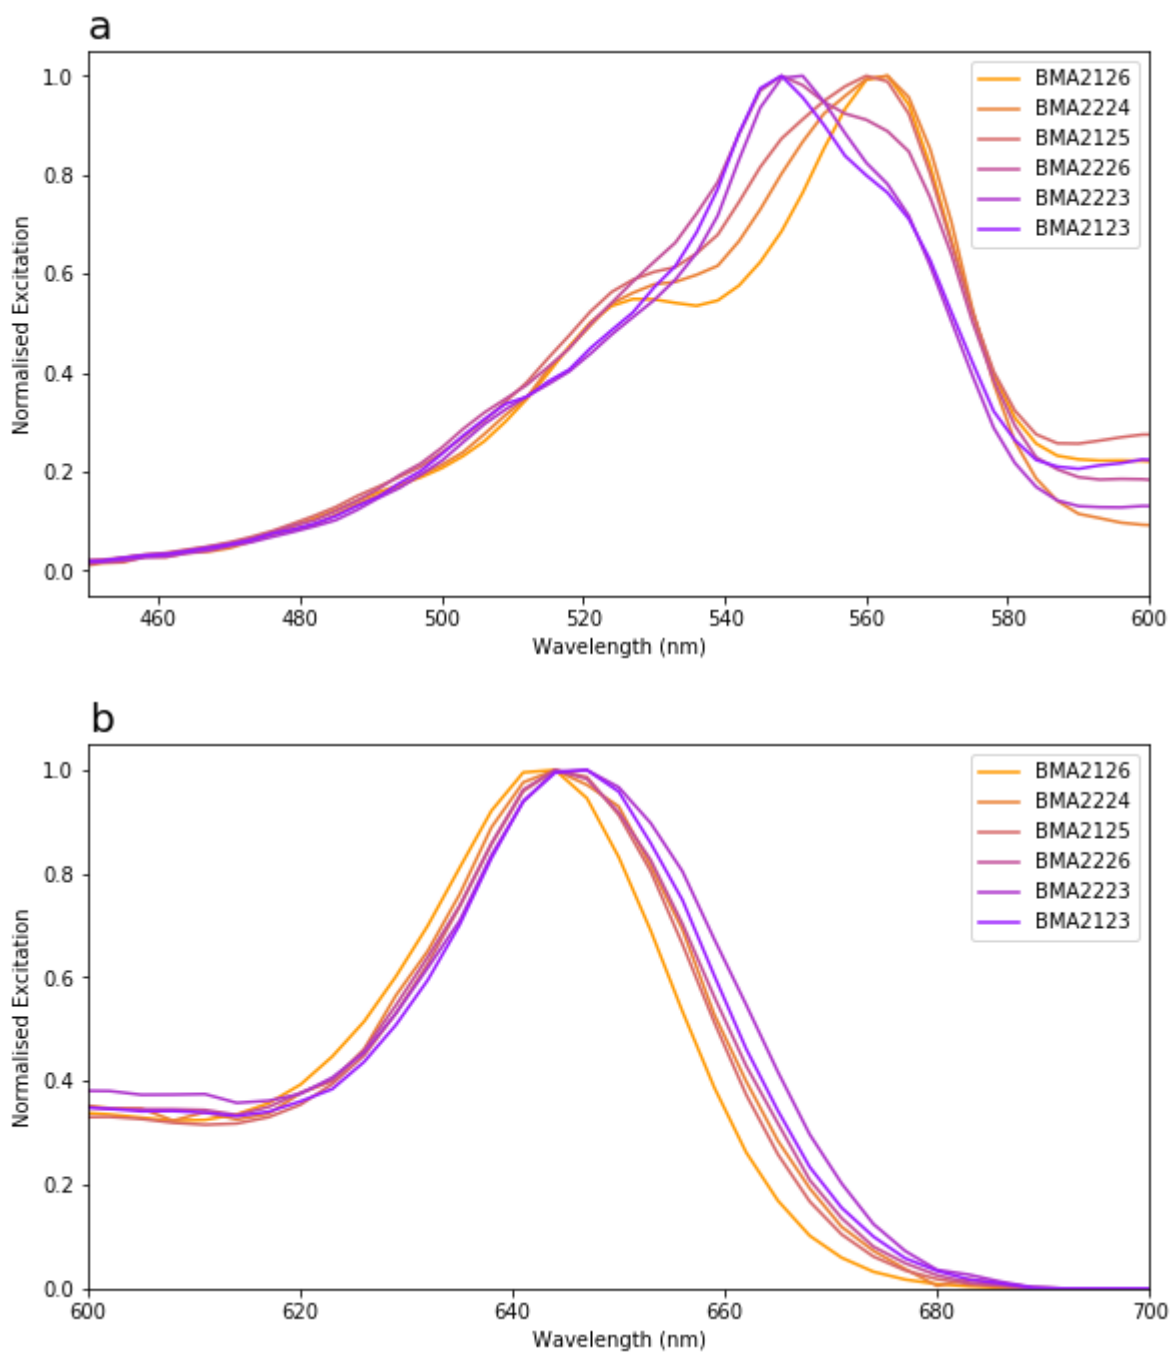 a
Normalised Excitation
1.0
0.8
0.6
0.4
0.2
0.0
BMA2126
BMA2224
BMA2125
BMA2226
BMA2223
BMA2123
460 480 500 520 540 560 580 600
Wavelength (nm)
b
Normalised Excitation
1.0
0.8
0.6
0.4
0.2
0.0
BMA2126
BMA2224
BMA2125
BMA2226
BMA2223
BMA2123
600 620 640 660 680 700
Wavelength (nm)